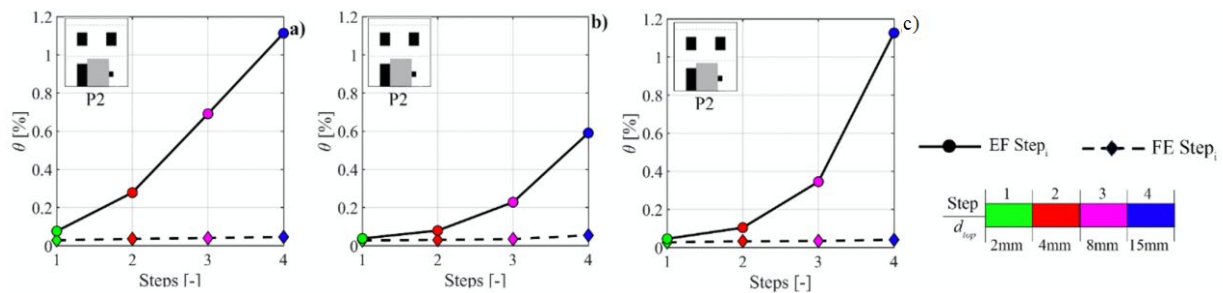 1.2
1
0.8
0.6
0.4
0.2
0
θ [%]
P2
a)
1 2 3 4
Steps [-]
1.2
1
0.8
0.6
0.4
0.2
0
θ [%]
P2
b)
1 2 3 4
Steps [-]
1.2
1
0.8
0.6
0.4
0.2
0
θ [%]
P2
c)
1 2 3 4
Steps [-]
EF Stepᵢ FE Stepᵢ
Step 1 2 3 4
d_top 2mm 4mm 8mm 15mm